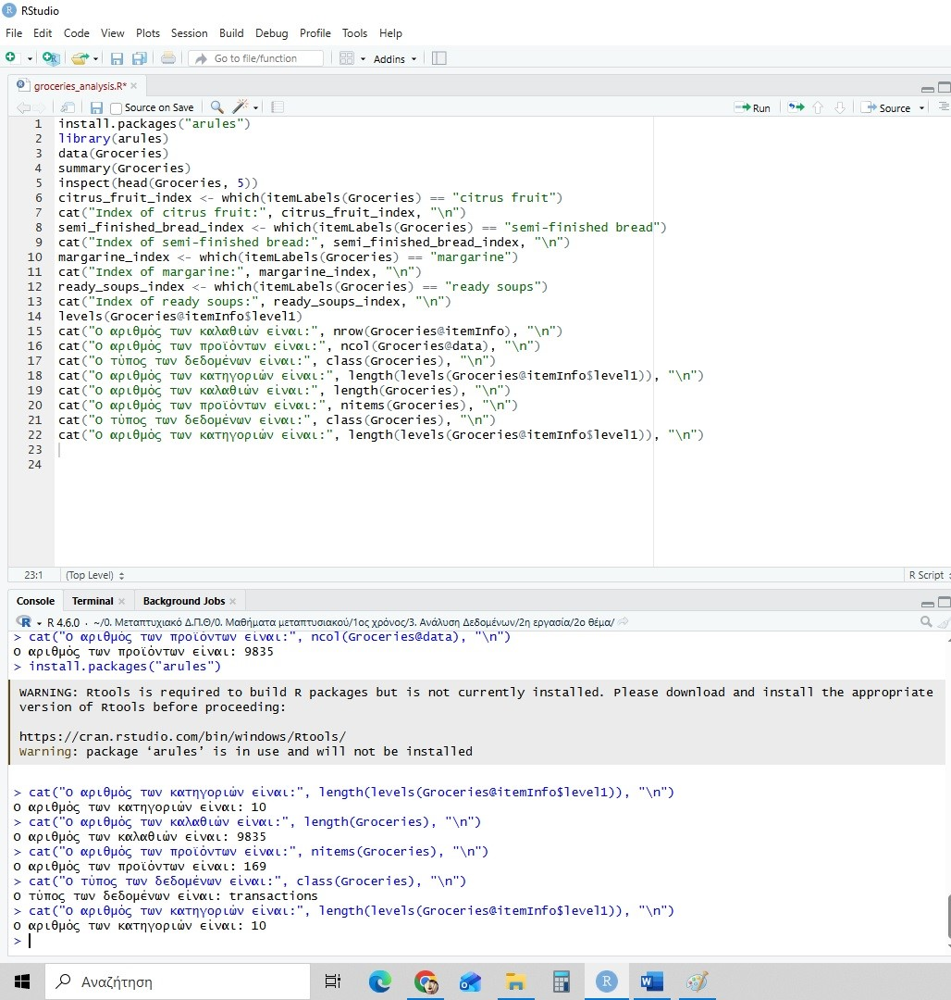 RStudio
File Edit Code View Plots Session Build Debug Profile Tools Help
Go to file/function Addins
groceries_analysis.R*
Source on Save Run Source
1 install.packages("arules")
2 library(arules)
3 data(Groceries)
4 summary(Groceries)
5 inspect(head(Groceries, 5))
6 citrus_fruit_index <- which(itemLabels(Groceries) == "citrus fruit")
7 cat("Index of citrus fruit:", citrus_fruit_index, "\n")
8 semi_finished_bread_index <- which(itemLabels(Groceries) == "semi-finished bread")
9 cat("Index of semi-finished bread:", semi_finished_bread_index, "\n")
10 margarine_index <- which(itemLabels(Groceries) == "margarine")
11 cat("Index of margarine:", margarine_index, "\n")
12 ready_soups_index <- which(itemLabels(Groceries) == "ready soups")
13 cat("Index of ready soups:", ready_soups_index, "\n")
14 levels(Groceries@itemInfo$level1)
15 cat("Ο αριθμός των καλαθιών είναι:", nrow(Groceries@itemInfo), "\n")
16 cat("Ο αριθμός των προϊόντων είναι:", ncol(Groceries@data), "\n")
17 cat("Ο τύπος των δεδομένων είναι:", class(Groceries), "\n")
18 cat("Ο αριθμός των κατηγοριών είναι:", length(levels(Groceries@itemInfo$level1)), "\n")
19 cat("Ο αριθμός των καλαθιών είναι:", length(Groceries), "\n")
20 cat("Ο αριθμός των προϊόντων είναι:", nitems(Groceries), "\n")
21 cat("Ο τύπος των δεδομένων είναι:", class(Groceries), "\n")
22 cat("Ο αριθμός των κατηγοριών είναι:", length(levels(Groceries@itemInfo$level1)), "\n")
23
24
23:1 (Top Level) R Script
Console Terminal Background Jobs
R 4.6.0 · ~/0. Μεταπτυχιακό Δ.Π.Θ/0. Μαθήματα μεταπτυσιακού/1ος χρόνος/3. Ανάλυση Δεδομένων/2η εργασία/2ο θέμα/
> cat("Ο αριθμός των προϊόντων είναι:", ncol(Groceries@data), "\n")
Ο αριθμός των προϊόντων είναι: 9835
> install.packages("arules")
WARNING: Rtools is required to build R packages but is not currently installed. Please download and install the appropriate
version of Rtools before proceeding:
https://cran.rstudio.com/bin/windows/Rtools/
Warning: package ‘arules’ is in use and will not be installed
> cat("Ο αριθμός των κατηγοριών είναι:", length(levels(Groceries@itemInfo$level1)), "\n")
Ο αριθμός των κατηγοριών είναι: 10
> cat("Ο αριθμός των καλαθιών είναι:", length(Groceries), "\n")
Ο αριθμός των καλαθιών είναι: 9835
> cat("Ο αριθμός των προϊόντων είναι:", nitems(Groceries), "\n")
Ο αριθμός των προϊόντων είναι: 169
> cat("Ο τύπος των δεδομένων είναι:", class(Groceries), "\n")
Ο τύπος των δεδομένων είναι: transactions
> cat("Ο αριθμός των κατηγοριών είναι:", length(levels(Groceries@itemInfo$level1)), "\n")
Ο αριθμός των κατηγοριών είναι: 10
>
Αναζήτηση